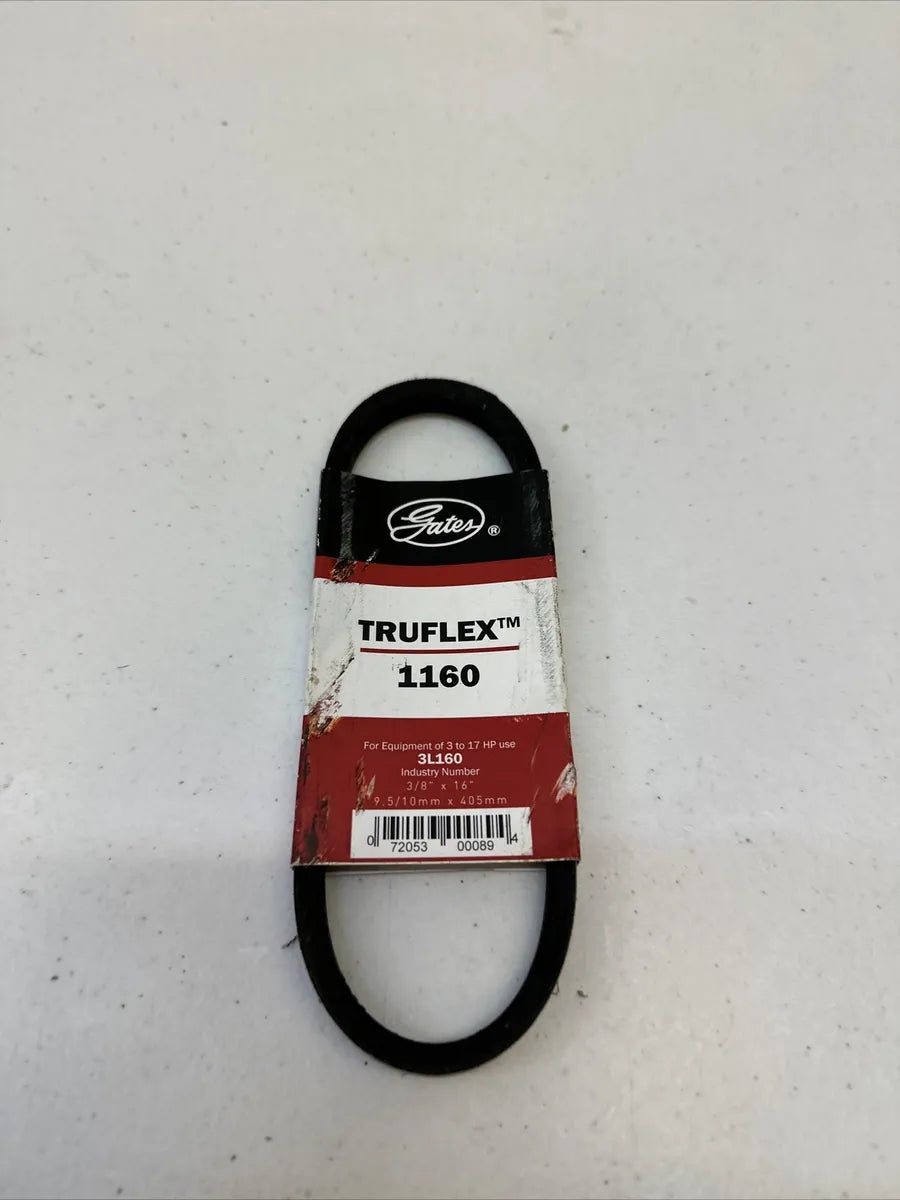 Gates ®
TRUFLEX™
1160
For Equipment of 3 to 17 HP use
3L160
Industry Number
3/8" x 16"
9.5/10mm x 405mm
0 72053 00089 4